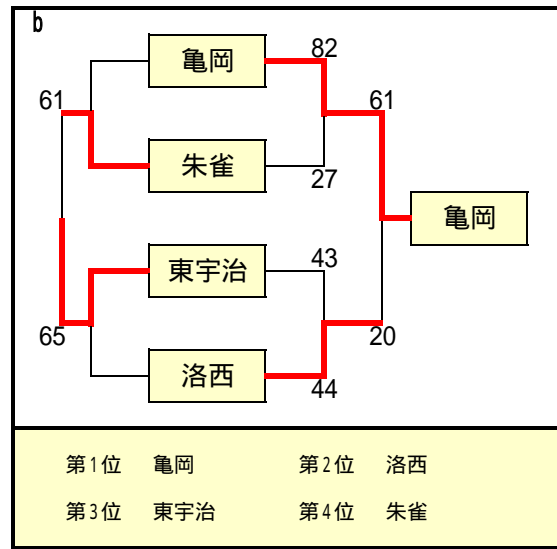 b
82
亀岡
61
61
朱雀
27
亀岡
43
東宇治
65
20
洛西
44
第1位 亀岡 第2位 洛西
第3位 東宇治 第4位 朱雀